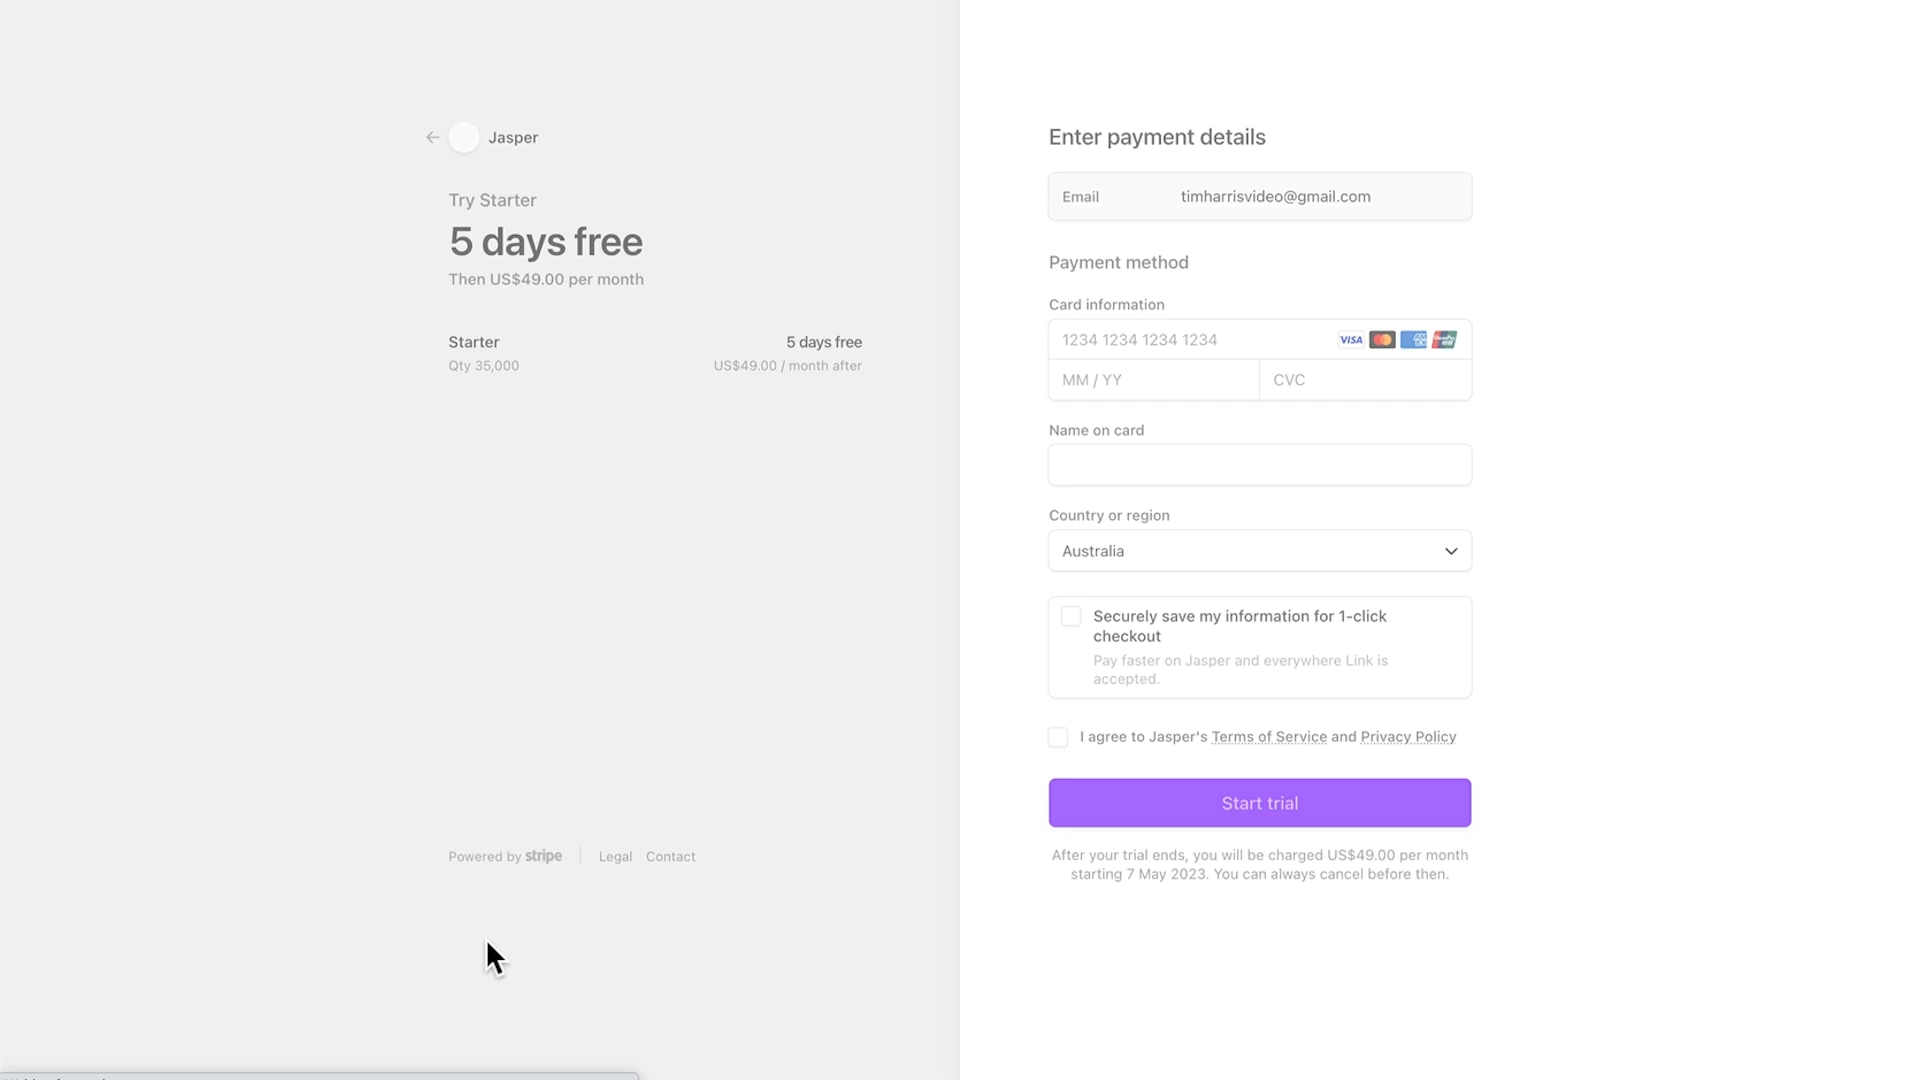 Jasper
Try Starter
5 days free
Then US$49.00 per month
Starter 5 days free
Qty 35,000 US$49.00 / month after
Powered by stripe Legal Contact
Enter payment details
Email timharrisvideo@gmail.com
Payment method
Card information
1234 1234 1234 1234 VISA
MM / YY CVC
Name on card
Country or region
Australia
Securely save my information for 1-click
checkout
Pay faster on Jasper and everywhere Link is
accepted.
I agree to Jasper's Terms of Service and Privacy Policy
Start trial
After your trial ends, you will be charged US$49.00 per month
starting 7 May 2023. You can always cancel before then.